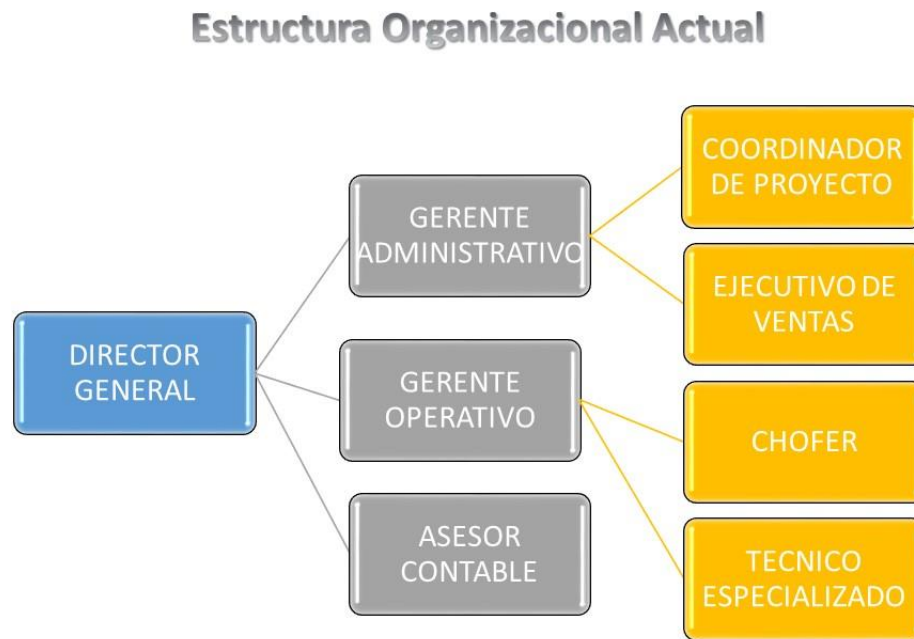 Estructura Organizacional Actual
DIRECTOR
GENERAL
GERENTE
ADMINISTRATIVO
GERENTE
OPERATIVO
ASESOR
CONTABLE
COORDINADOR
DE PROYECTO
EJECUTIVO DE
VENTAS
CHOFER
TECNICO
ESPECIALIZADO